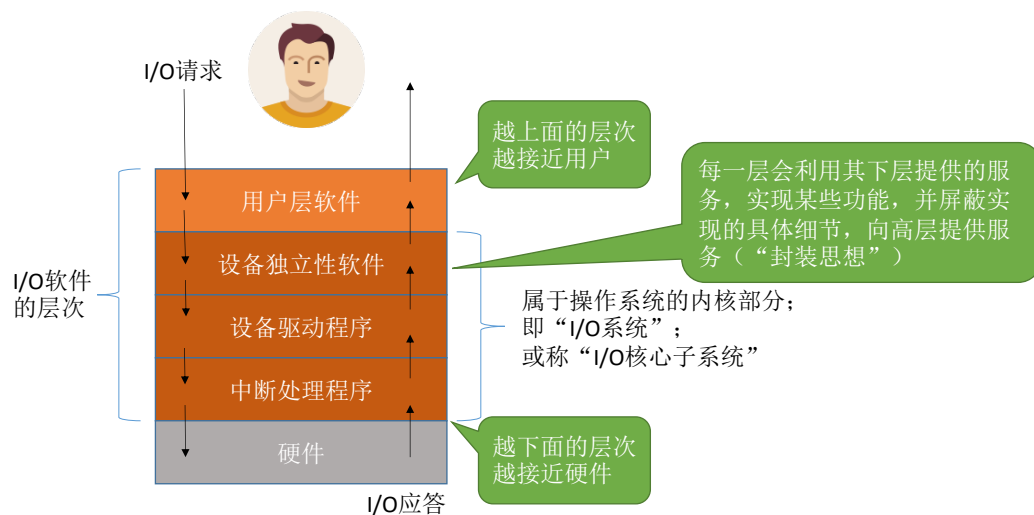 I/O请求
越上面的层次
越接近用户
每一层会利用其下层提供的服
务，实现某些功能，并屏蔽实
现的具体细节，向高层提供服
务（“封装思想”）
用户层软件
设备独立性软件
I/O软件
的层次
设备驱动程序
属于操作系统的内核部分；
即“I/O系统”；
或称“I/O核心子系统”
中断处理程序
硬件
越下面的层次
越接近硬件
I/O应答